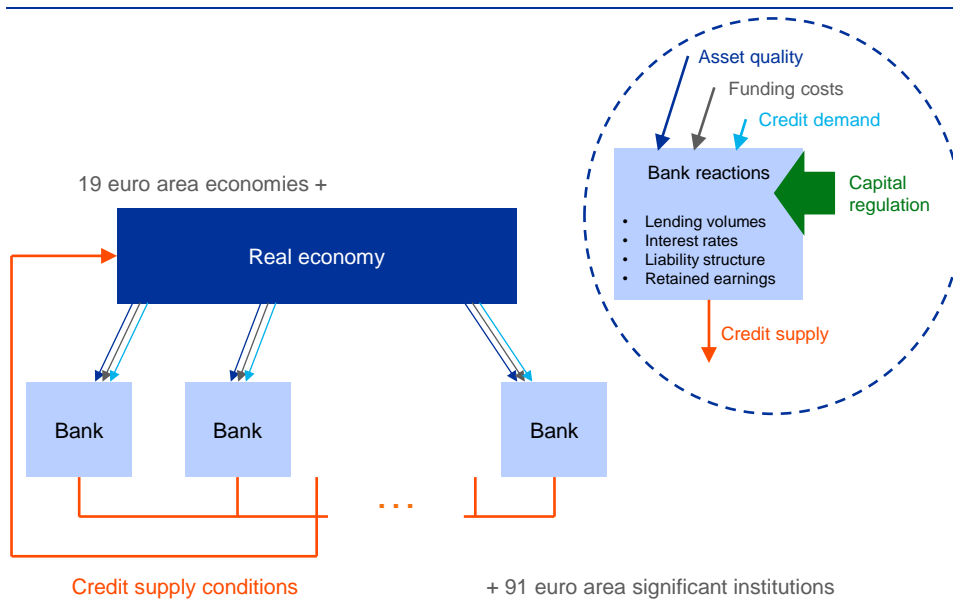 Asset quality
Funding costs
Credit demand
Bank reactions
• Lending volumes
• Interest rates
• Liability structure
• Retained earnings
Capital
regulation
Credit supply
19 euro area economies +
Real economy
Bank
Bank
Bank
...
Credit supply conditions
+ 91 euro area significant institutions